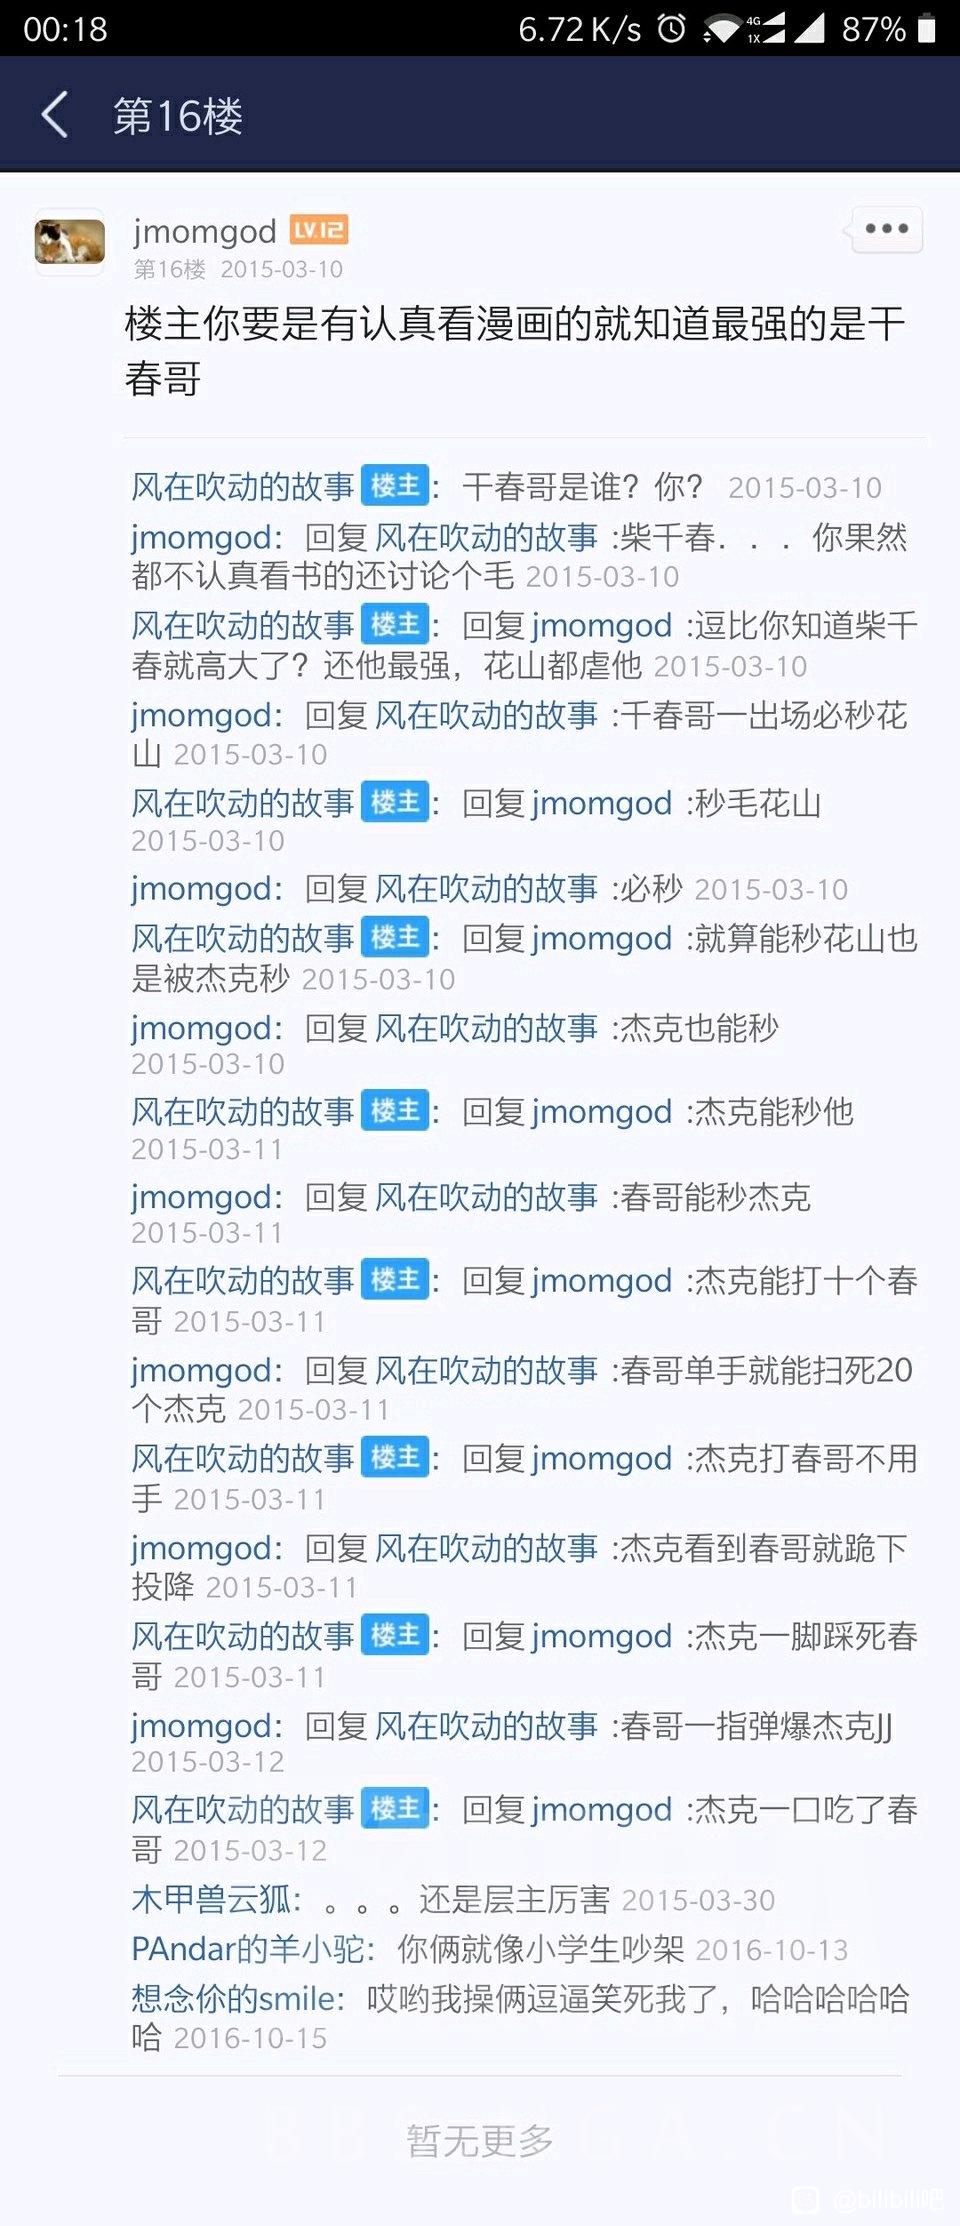 00:18 6.72 K/s 4G 1X 87%
第16楼
jmomgod LV.12
第16楼 2015-03-10
楼主你要是有认真看漫画的就知道最强的是干
春哥
风在吹动的故事 楼主： 干春哥是谁？你？ 2015-03-10
jmomgod： 回复 风在吹动的故事 :柴千春．．．你果然
都不认真看书的还讨论个毛 2015-03-10
风在吹动的故事 楼主： 回复 jmomgod :逗比你知道柴千
春就高大了？还他最强，花山都虐他 2015-03-10
jmomgod： 回复 风在吹动的故事 :千春哥一出场必秒花
山 2015-03-10
风在吹动的故事 楼主： 回复 jmomgod :秒毛花山
2015-03-10
jmomgod： 回复 风在吹动的故事 :必秒 2015-03-10
风在吹动的故事 楼主： 回复 jmomgod :就算能秒花山也
是被杰克秒 2015-03-10
jmomgod： 回复 风在吹动的故事 :杰克也能秒
2015-03-10
风在吹动的故事 楼主： 回复 jmomgod :杰克能秒他
2015-03-11
jmomgod： 回复 风在吹动的故事 :春哥能秒杰克
2015-03-11
风在吹动的故事 楼主： 回复 jmomgod :杰克能打十个春
哥 2015-03-11
jmomgod： 回复 风在吹动的故事 :春哥单手就能扫死20
个杰克 2015-03-11
风在吹动的故事 楼主： 回复 jmomgod :杰克打春哥不用
手 2015-03-11
jmomgod： 回复 风在吹动的故事 :杰克看到春哥就跪下
投降 2015-03-11
风在吹动的故事 楼主： 回复 jmomgod :杰克一脚踩死春
哥 2015-03-11
jmomgod： 回复 风在吹动的故事 :春哥一指弹爆杰克JJ
2015-03-12
风在吹动的故事 楼主： 回复 jmomgod :杰克一口吃了春
哥 2015-03-12
木甲兽云狐： 。。。还是层主厉害 2015-03-30
PAndar的羊小驼： 你俩就像小学生吵架 2016-10-13
想念伱的smile： 哎哟我操俩逗逼笑死我了，哈哈哈哈哈
哈 2016-10-15
暂无更多
@bilibili吧